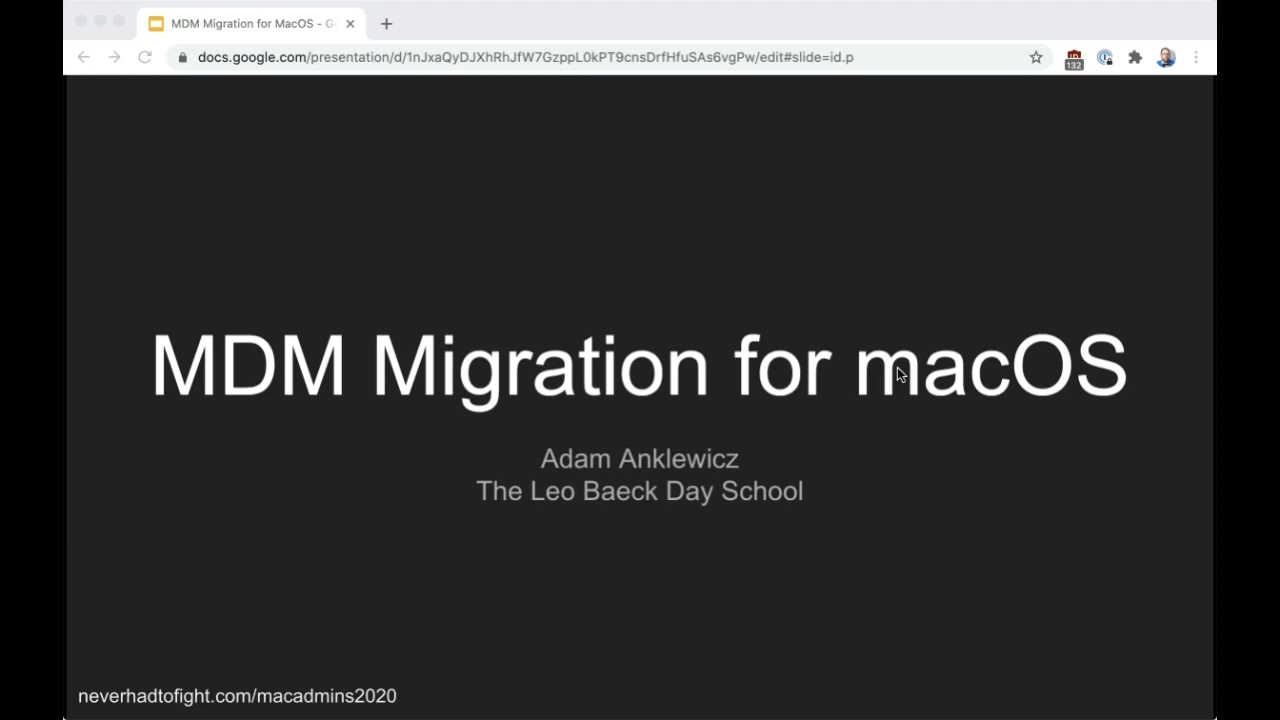 MDM Migration for MacOS - G
docs.google.com/presentation/d/1nJxaQyDJXhRhJfW7GzppL0kPT9cnsDrfHfuSAs6vgPw/edit#slide=id.p
132
MDM Migration for macOS
Adam Anklewicz
The Leo Baeck Day School
neverhadtofight.com/macadmins2020